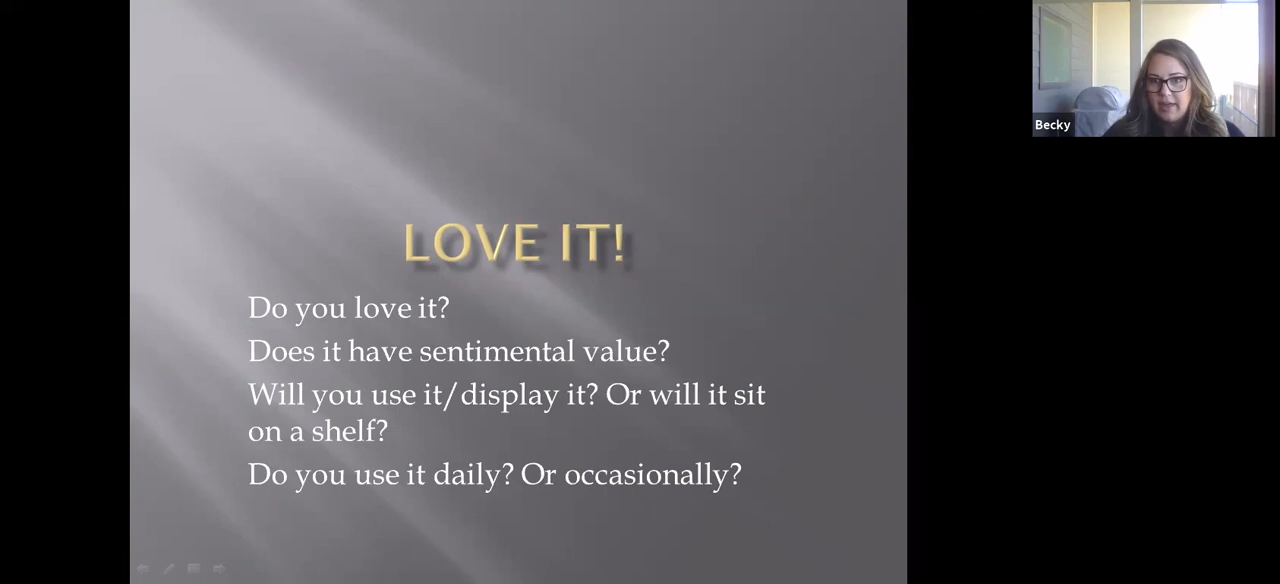 LOVE IT!
Do you love it?
Does it have sentimental value?
Will you use it/display it? Or will it sit
on a shelf?
Do you use it daily? Or occasionally?
Becky